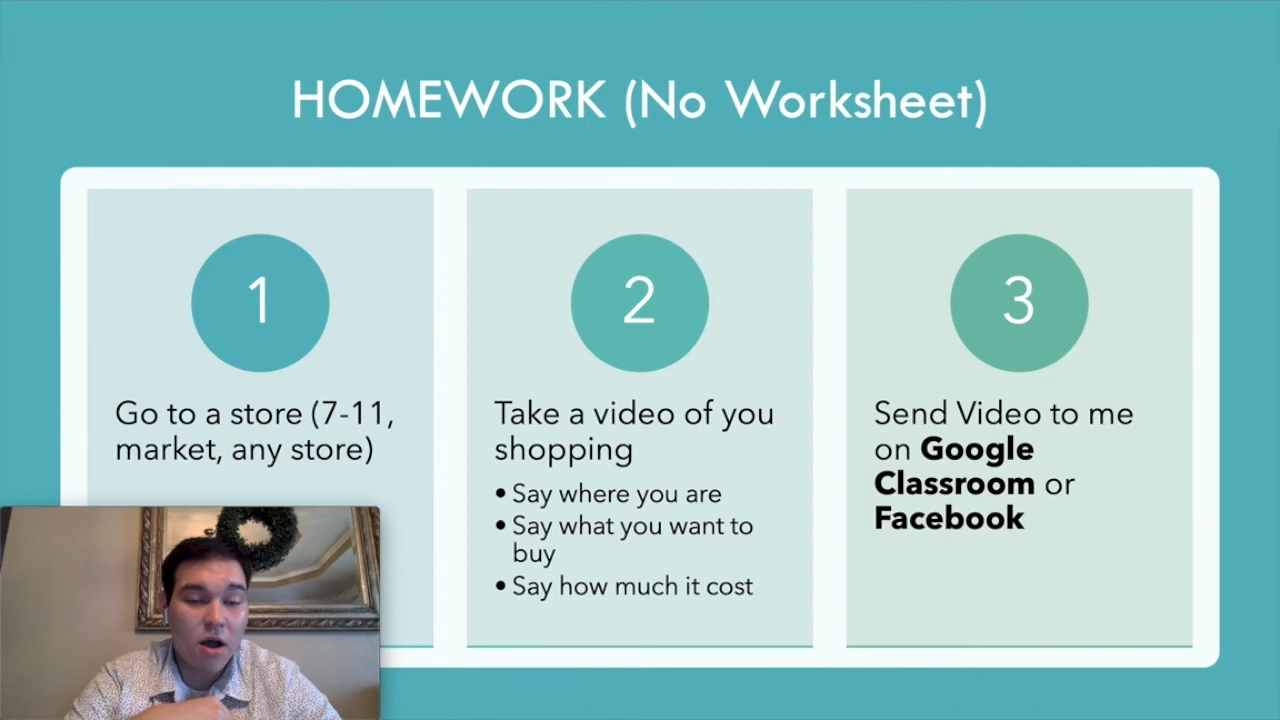 HOMEWORK (No Worksheet)
1
Go to a store (7-11,
market, any store)
2
Take a video of you
shopping
• Say where you are
• Say what you want to
buy
• Say how much it cost
3
Send Video to me
on Google
Classroom or
Facebook